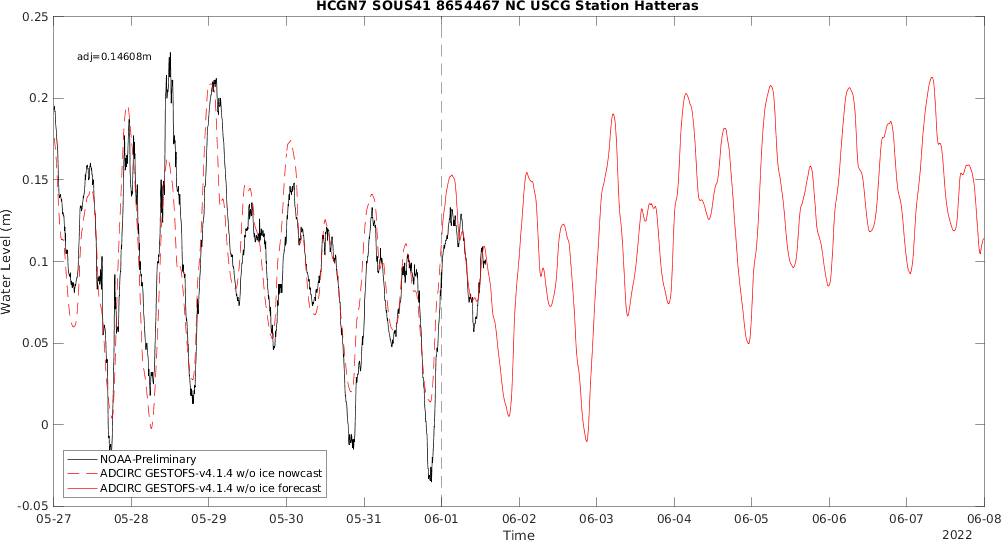 HCGN7 SOUS41 8654467 NC USCG Station Hatteras
adj=0.14608m
Water Level (m)
0.25
0.2
0.15
0.1
0.05
0
-0.05
NOAA-Preliminary
ADCIRC GESTOFS-v4.1.4 w/o ice nowcast
ADCIRC GESTOFS-v4.1.4 w/o ice forecast
05-27 05-28 05-29 05-30 05-31 06-01 06-02 06-03 06-04 06-05 06-06 06-07 06-08
Time
2022